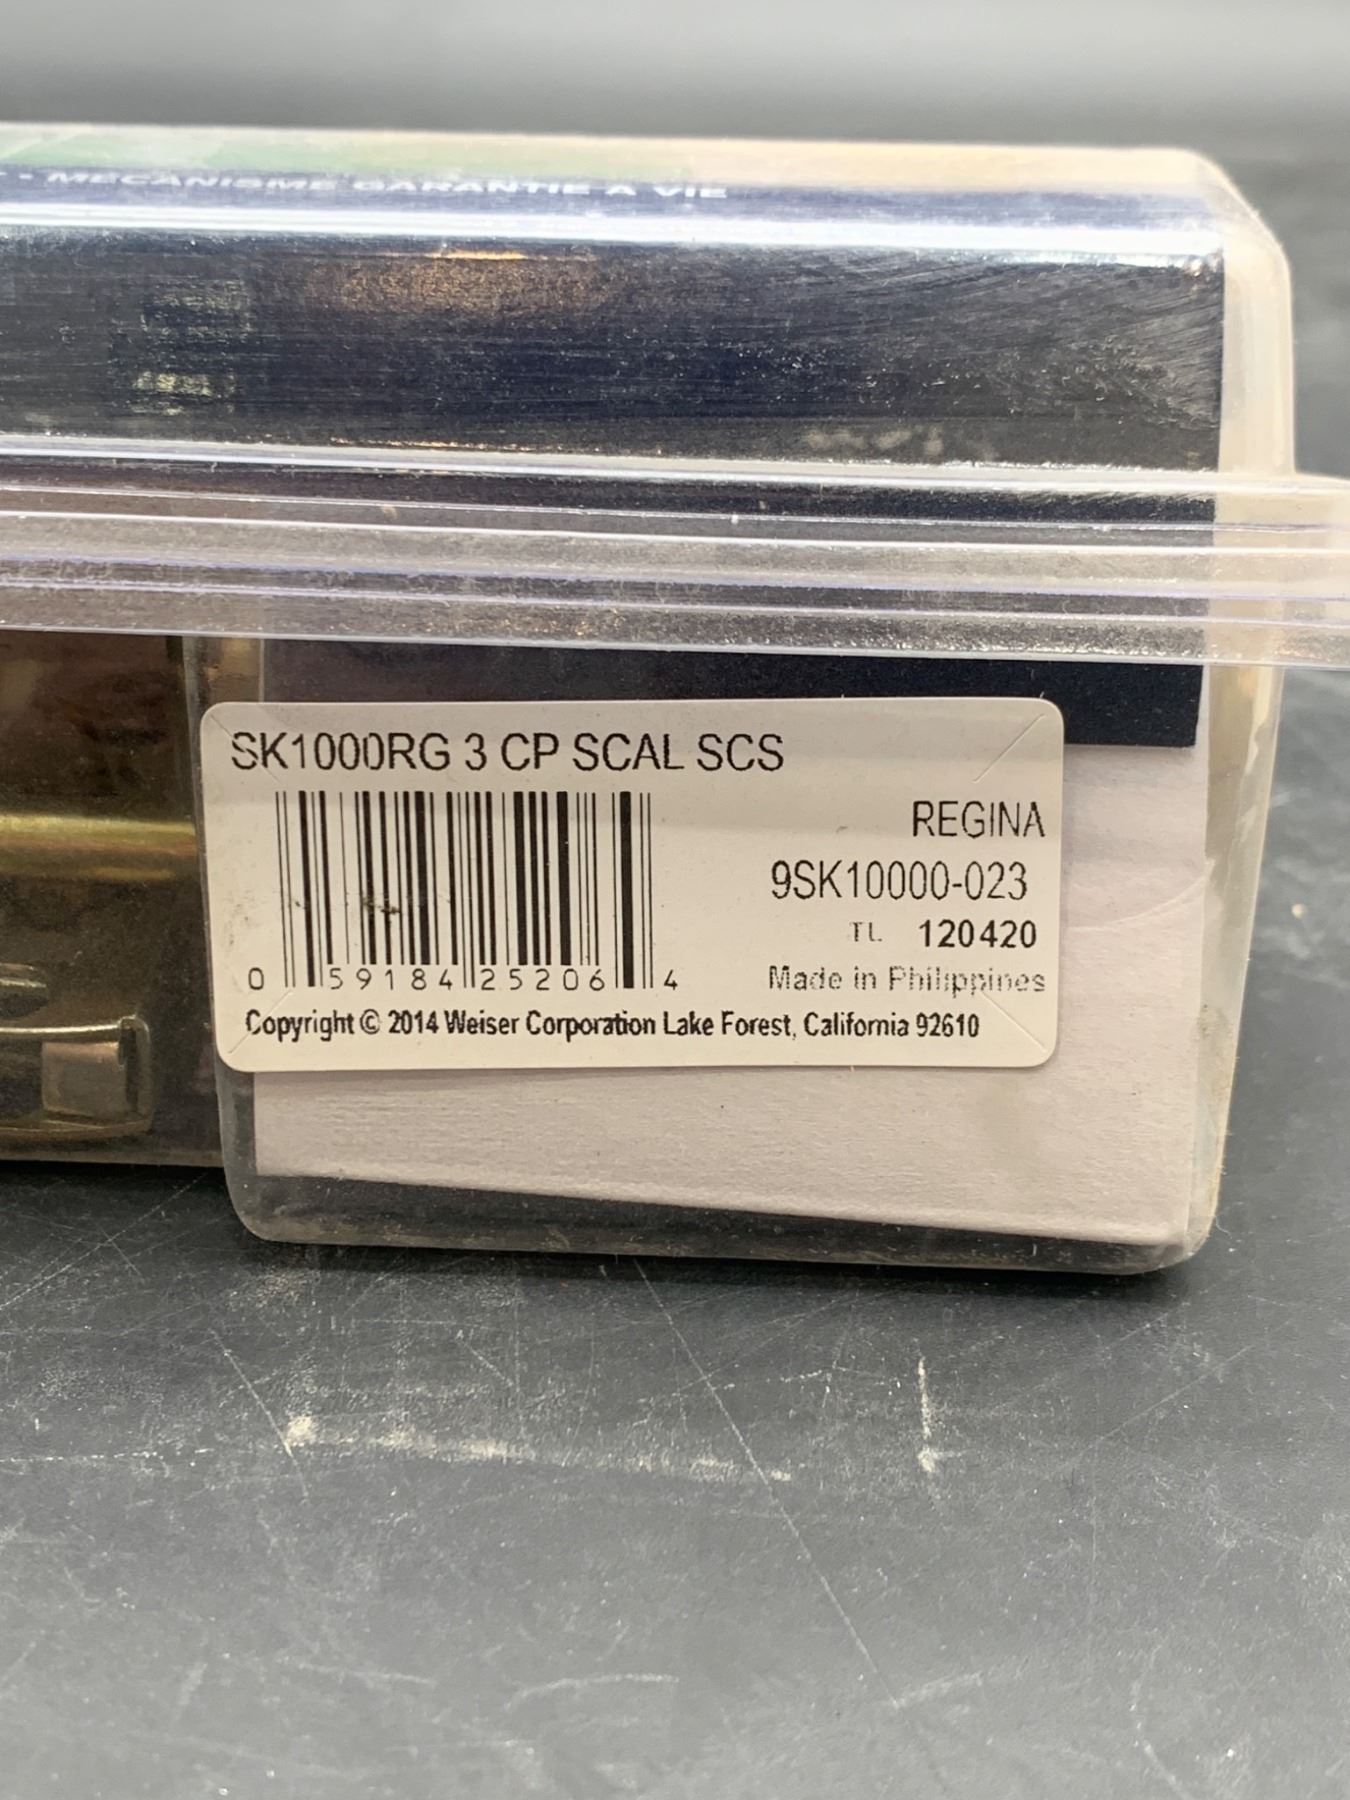 - MÉCANISME GARANTIE À VIE
SK1000RG 3 CP SCAL SCS
REGINA
9SK10000-023
TL 120420
Made in Philippines
0 59184 25206 4
Copyright © 2014 Weiser Corporation Lake Forest, California 92610